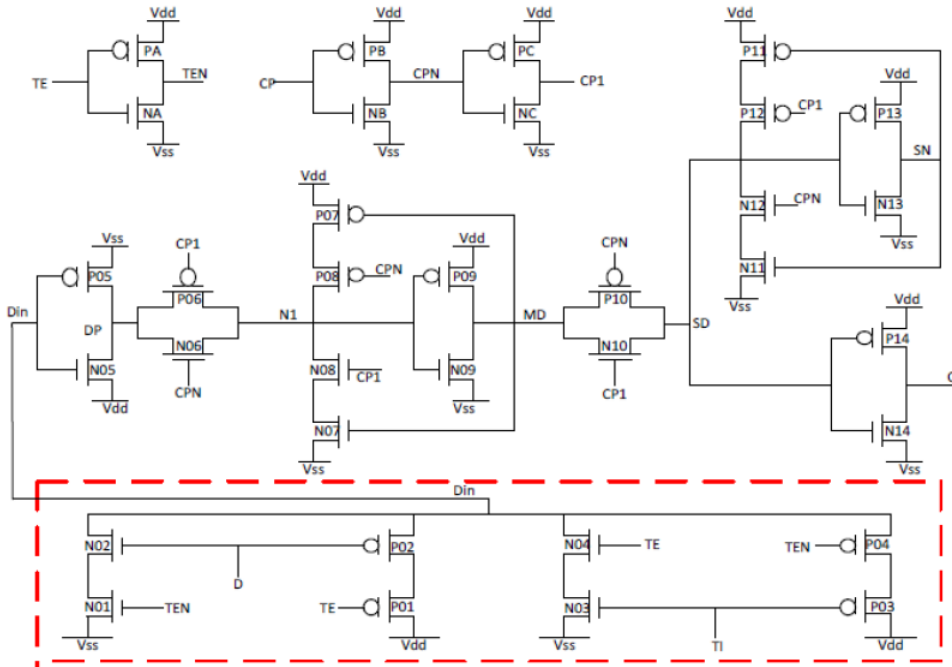 Vdd Vdd Vdd Vdd
PA PB PC P11
TE TEN CP CPN CP1
NA NB NC
Vss Vss Vss
P12 CP1 Vdd
P13
SN
N12 CPN N13
Vss
N11
Vss
Vdd
P07
Vss CP1 P08 CPN Vdd CPN
P05 P06 P09 P10
Din DP N1 MD SD
N05 N06 N08 CP1 N09 N10
Vdd CPN Vss CP1
N07
Vss
Vdd
P14
N14
Vss
Din
N02 P02 N04 TE TEN P04
D
N01 TEN TE P01 N03 P03
Vss Vdd Vss TI Vdd